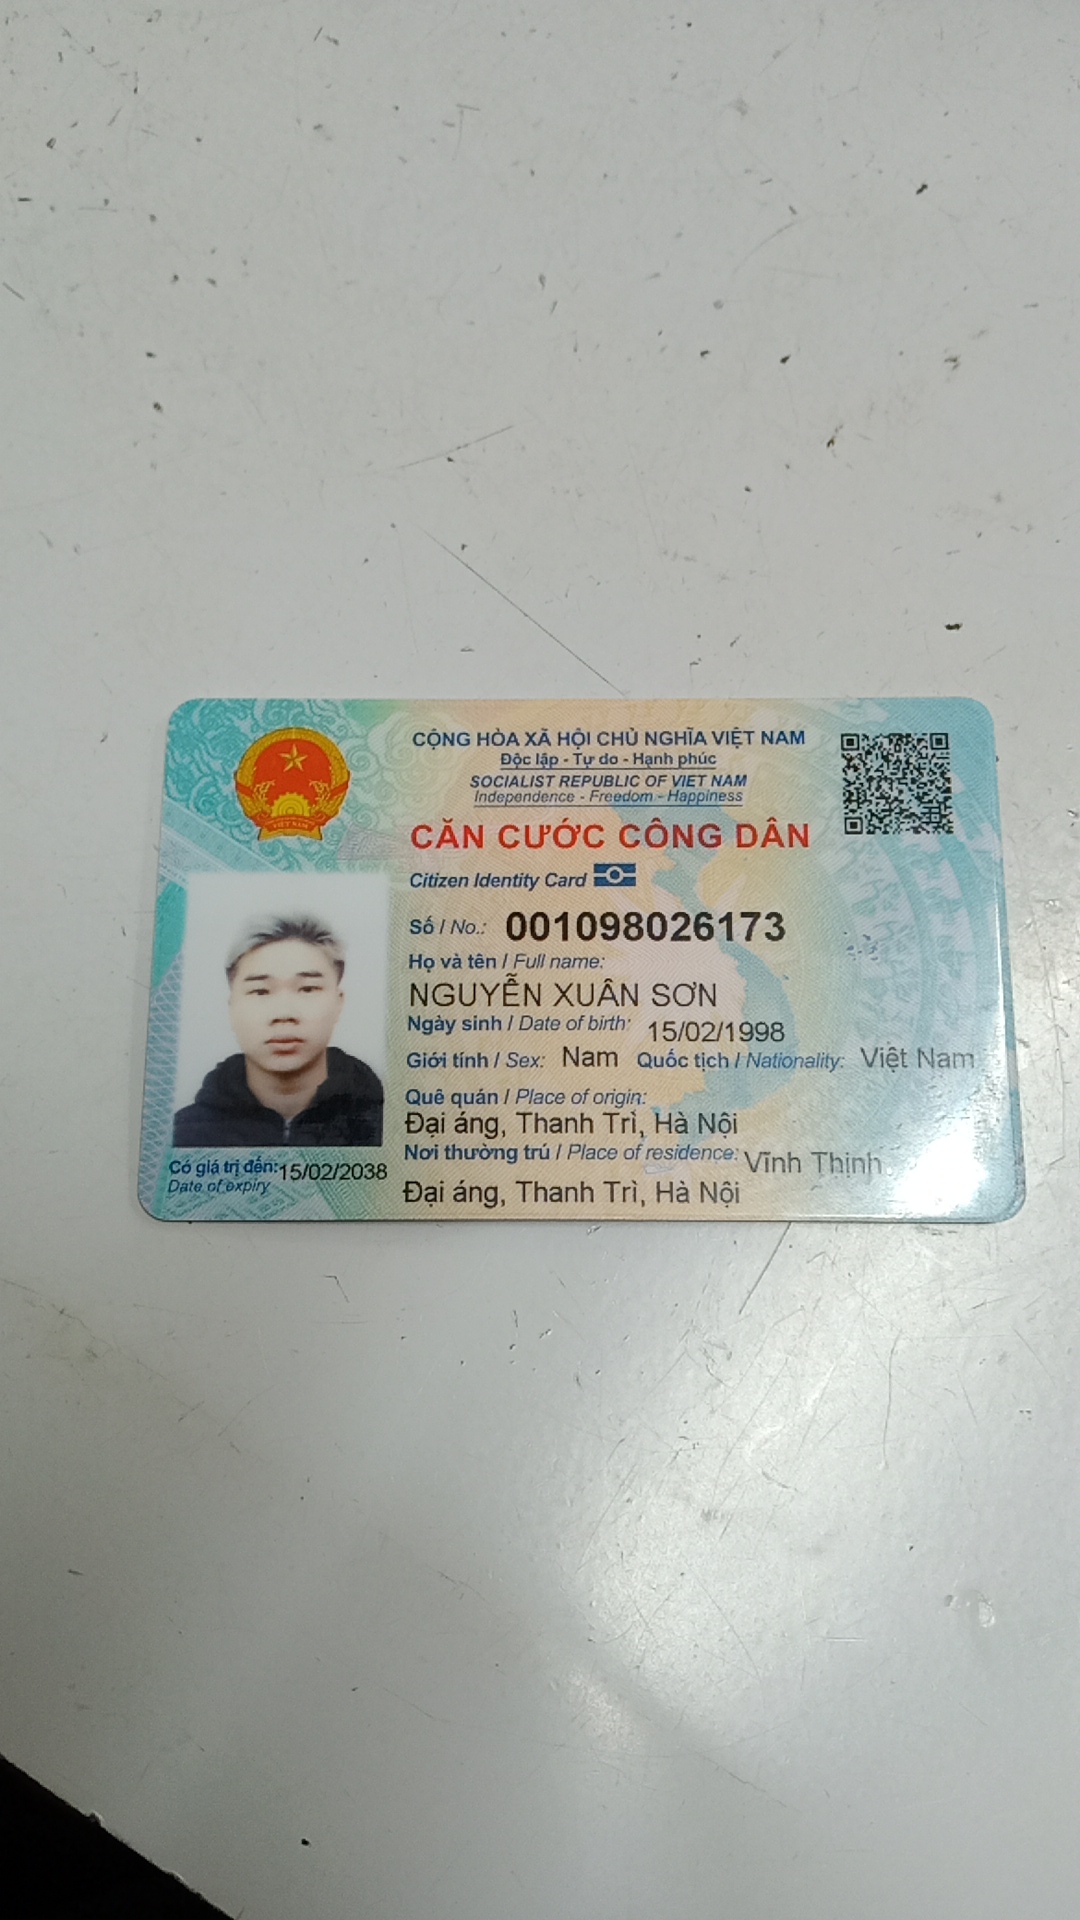 CỘNG HÒA XÃ HỘI CHỦ NGHĨA VIỆT NAM
Độc lập - Tự do - Hạnh phúc
SOCIALIST REPUBLIC OF VIET NAM
Independence - Freedom - Happiness
CĂN CƯỚC CÔNG DÂN
Citizen Identity Card
Số / No.: 001098026173
Họ và tên / Full name:
NGUYỄN XUÂN SƠN
Ngày sinh / Date of birth: 15/02/1998
Giới tính / Sex: Nam Quốc tịch / Nationality: Việt Nam
Quê quán / Place of origin:
Đại áng, Thanh Trì, Hà Nội
Nơi thường trú / Place of residence: Vĩnh Thịnh
Đại áng, Thanh Trì, Hà Nội
Có giá trị đến: 15/02/2038
Date of expiry
VIỆT NAM